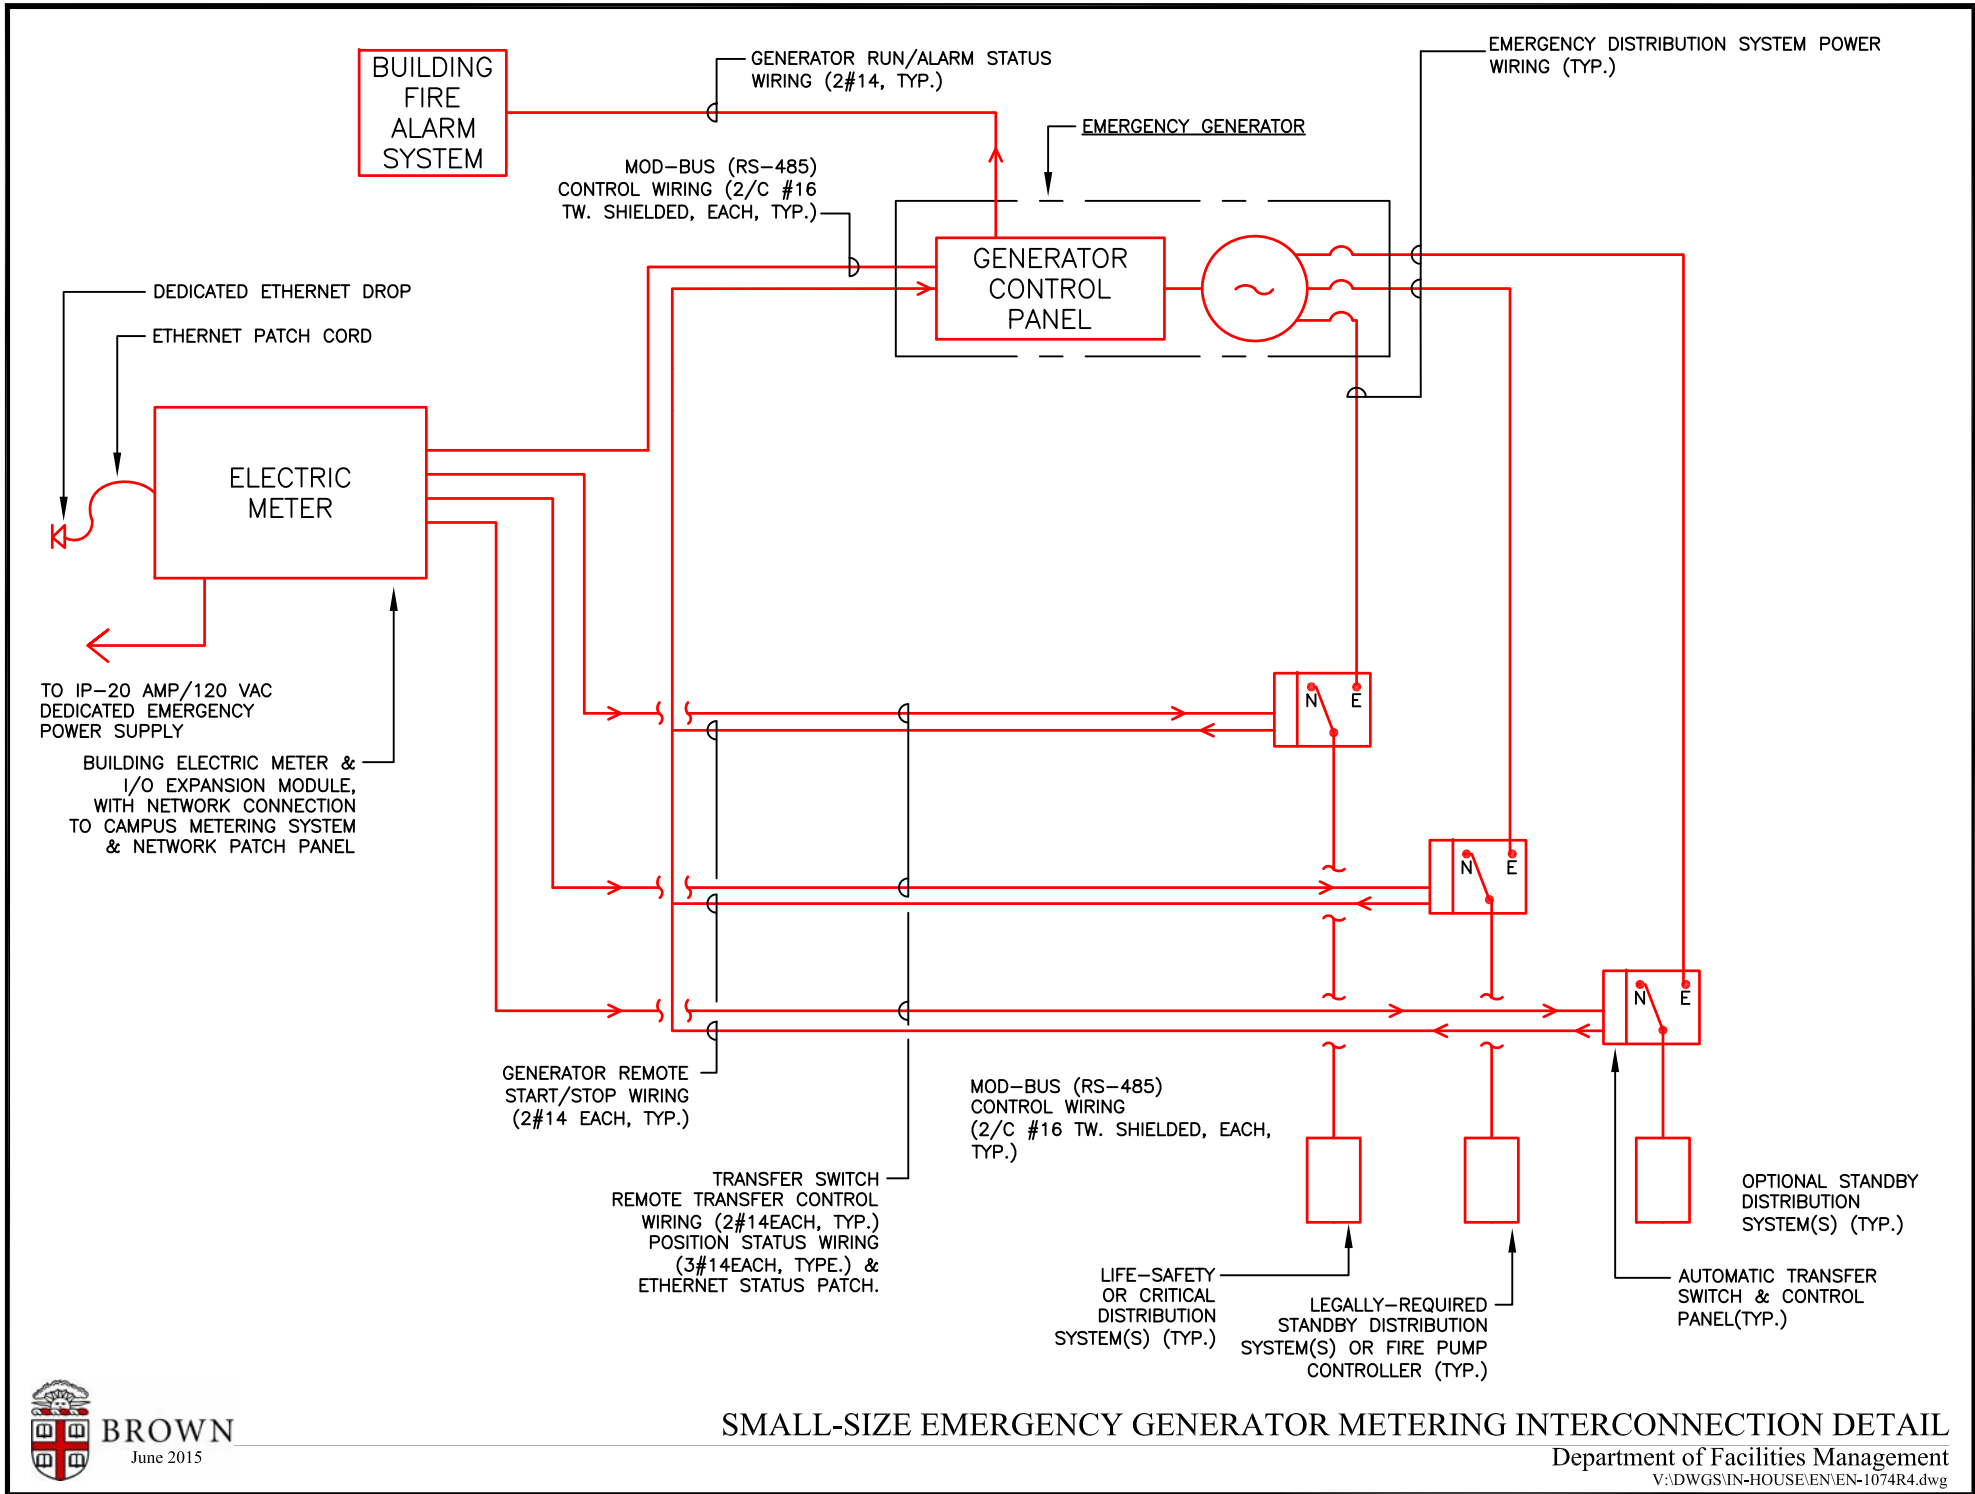 BUILDING
FIRE
ALARM
SYSTEM
GENERATOR RUN/ALARM STATUS
WIRING (2#14, TYP.)
EMERGENCY DISTRIBUTION SYSTEM POWER
WIRING (TYP.)
EMERGENCY GENERATOR
MOD-BUS (RS-485)
CONTROL WIRING (2/C #16
TW. SHIELDED, EACH, TYP.)
GENERATOR
CONTROL
PANEL
DEDICATED ETHERNET DROP
ETHERNET PATCH CORD
ELECTRIC
METER
TO IP-20 AMP/120 VAC
DEDICATED EMERGENCY
POWER SUPPLY
BUILDING ELECTRIC METER &
I/O EXPANSION MODULE,
WITH NETWORK CONNECTION
TO CAMPUS METERING SYSTEM
& NETWORK PATCH PANEL
N E
N E
N E
GENERATOR REMOTE
START/STOP WIRING
(2#14 EACH, TYP.)
MOD-BUS (RS-485)
CONTROL WIRING
(2/C #16 TW. SHIELDED, EACH,
TYP.)
TRANSFER SWITCH
REMOTE TRANSFER CONTROL
WIRING (2#14EACH, TYP.)
POSITION STATUS WIRING
(3#14EACH, TYPE.) &
ETHERNET STATUS PATCH.
OPTIONAL STANDBY
DISTRIBUTION
SYSTEM(S) (TYP.)
LIFE-SAFETY
OR CRITICAL
DISTRIBUTION
SYSTEM(S) (TYP.)
LEGALLY-REQUIRED
STANDBY DISTRIBUTION
SYSTEM(S) OR FIRE PUMP
CONTROLLER (TYP.)
AUTOMATIC TRANSFER
SWITCH & CONTROL
PANEL(TYP.)
BROWN
June 2015
SMALL-SIZE EMERGENCY GENERATOR METERING INTERCONNECTION DETAIL
Department of Facilities Management
V:\DWGS\IN-HOUSE\EN\EN-1074R4.dwg